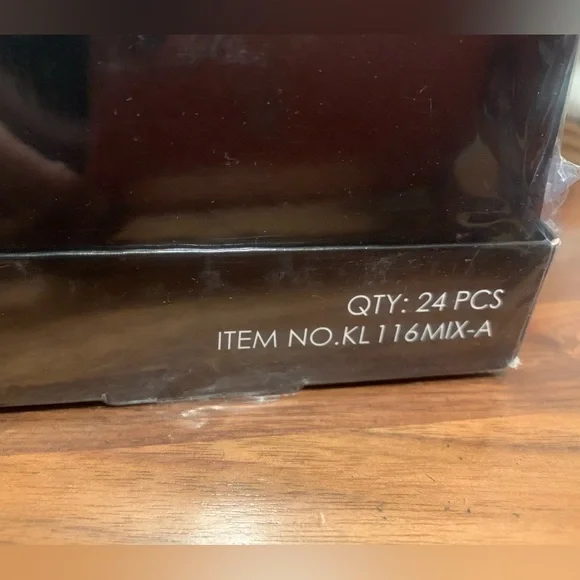 QTY: 24 PCS
ITEM NO.KL116MIX-A